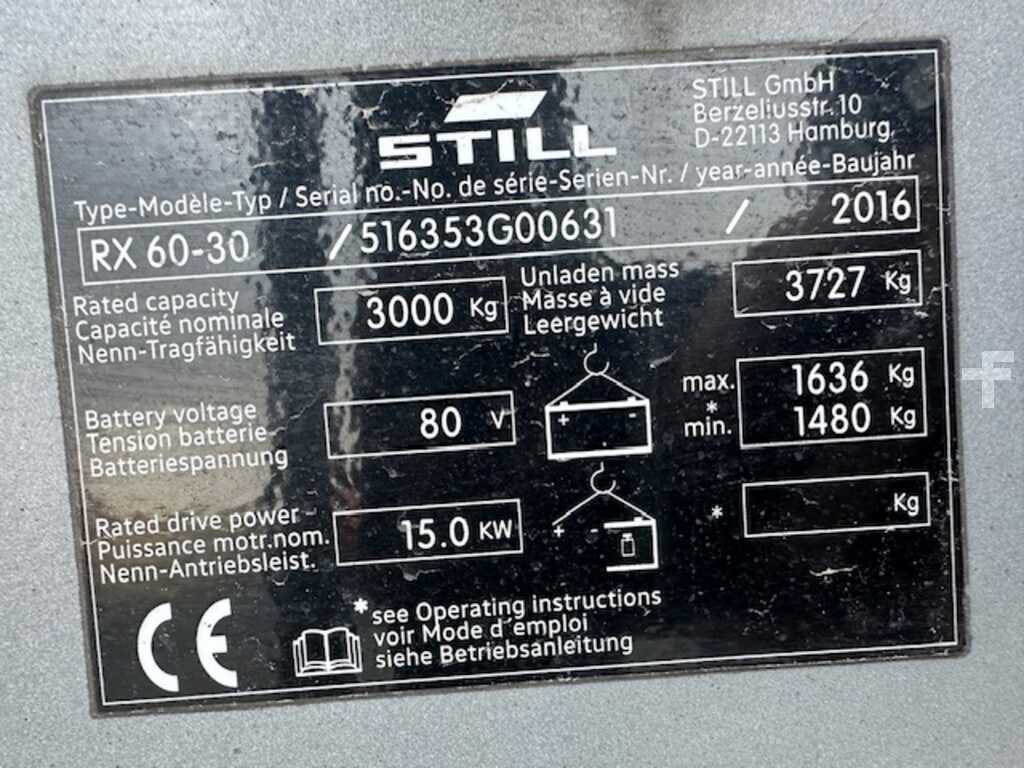 STILL
STILL GmbH
Berzeliusstr. 10
D-22113 Hamburg
Type-Modèle-Typ / Serial no.-No. de série-Serien-Nr. / year-année-Baujahr
RX 60-30 / 516353G00631 / 2016
Rated capacity
Capacité nominale
Nenn-Tragfähigkeit
3000 Kg
Unladen mass
Masse à vide
Leergewicht
3727 Kg
Battery voltage
Tension batterie
Batteriespannung
80 V
+ -
max. 1636 Kg
*
min. 1480 Kg
Rated drive power
Puissance motr.nom.
Nenn-Antriebsleist.
15.0 KW
+ -
* Kg
CE
*see Operating instructions
voir Mode d'emploi
siehe Betriebsanleitung